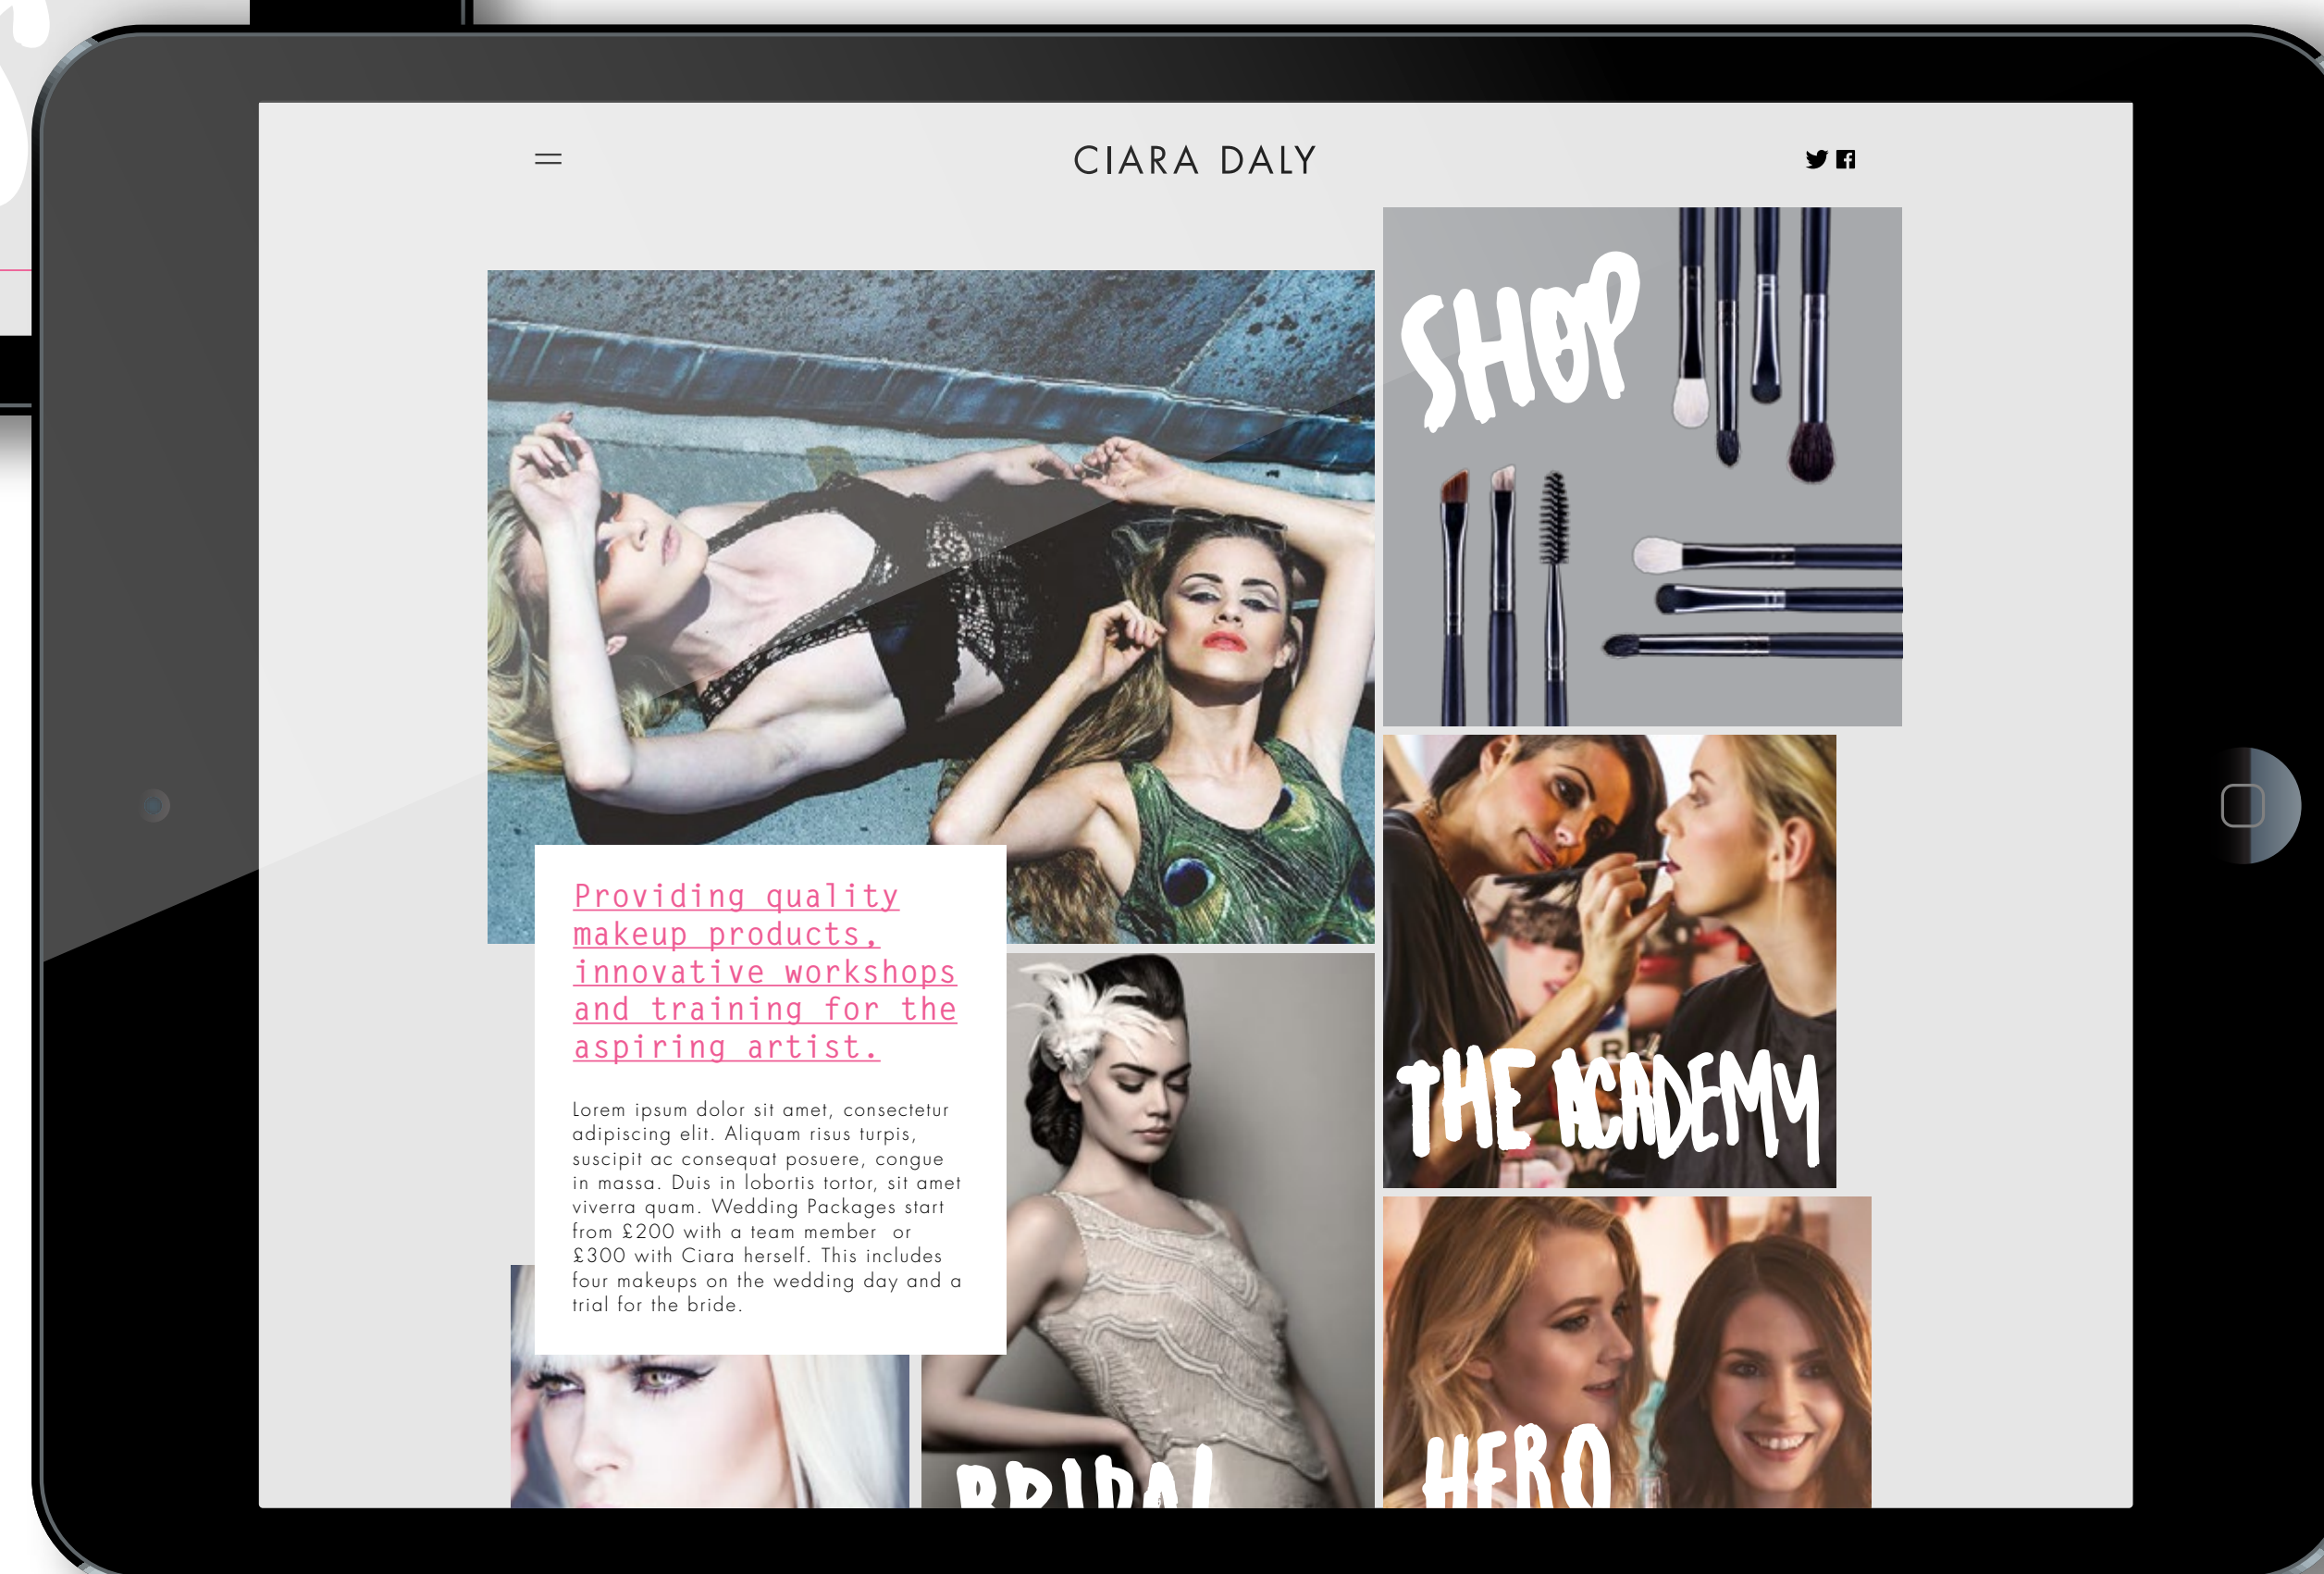 CIARA DALY
SHOP
Providing quality
makeup products,
innovative workshops
and training for the
aspiring artist.
Lorem ipsum dolor sit amet, consectetur
adipiscing elit. Aliquam risus turpis,
suscipit ac consequat posuere, congue
in massa. Duis in lobortis tortor, sit amet
viverra quam. Wedding Packages start
from £200 with a team member or
£300 with Ciara herself. This includes
four makeups on the wedding day and a
trial for the bride.
THE ACADEMY
BRIDAL
HERO